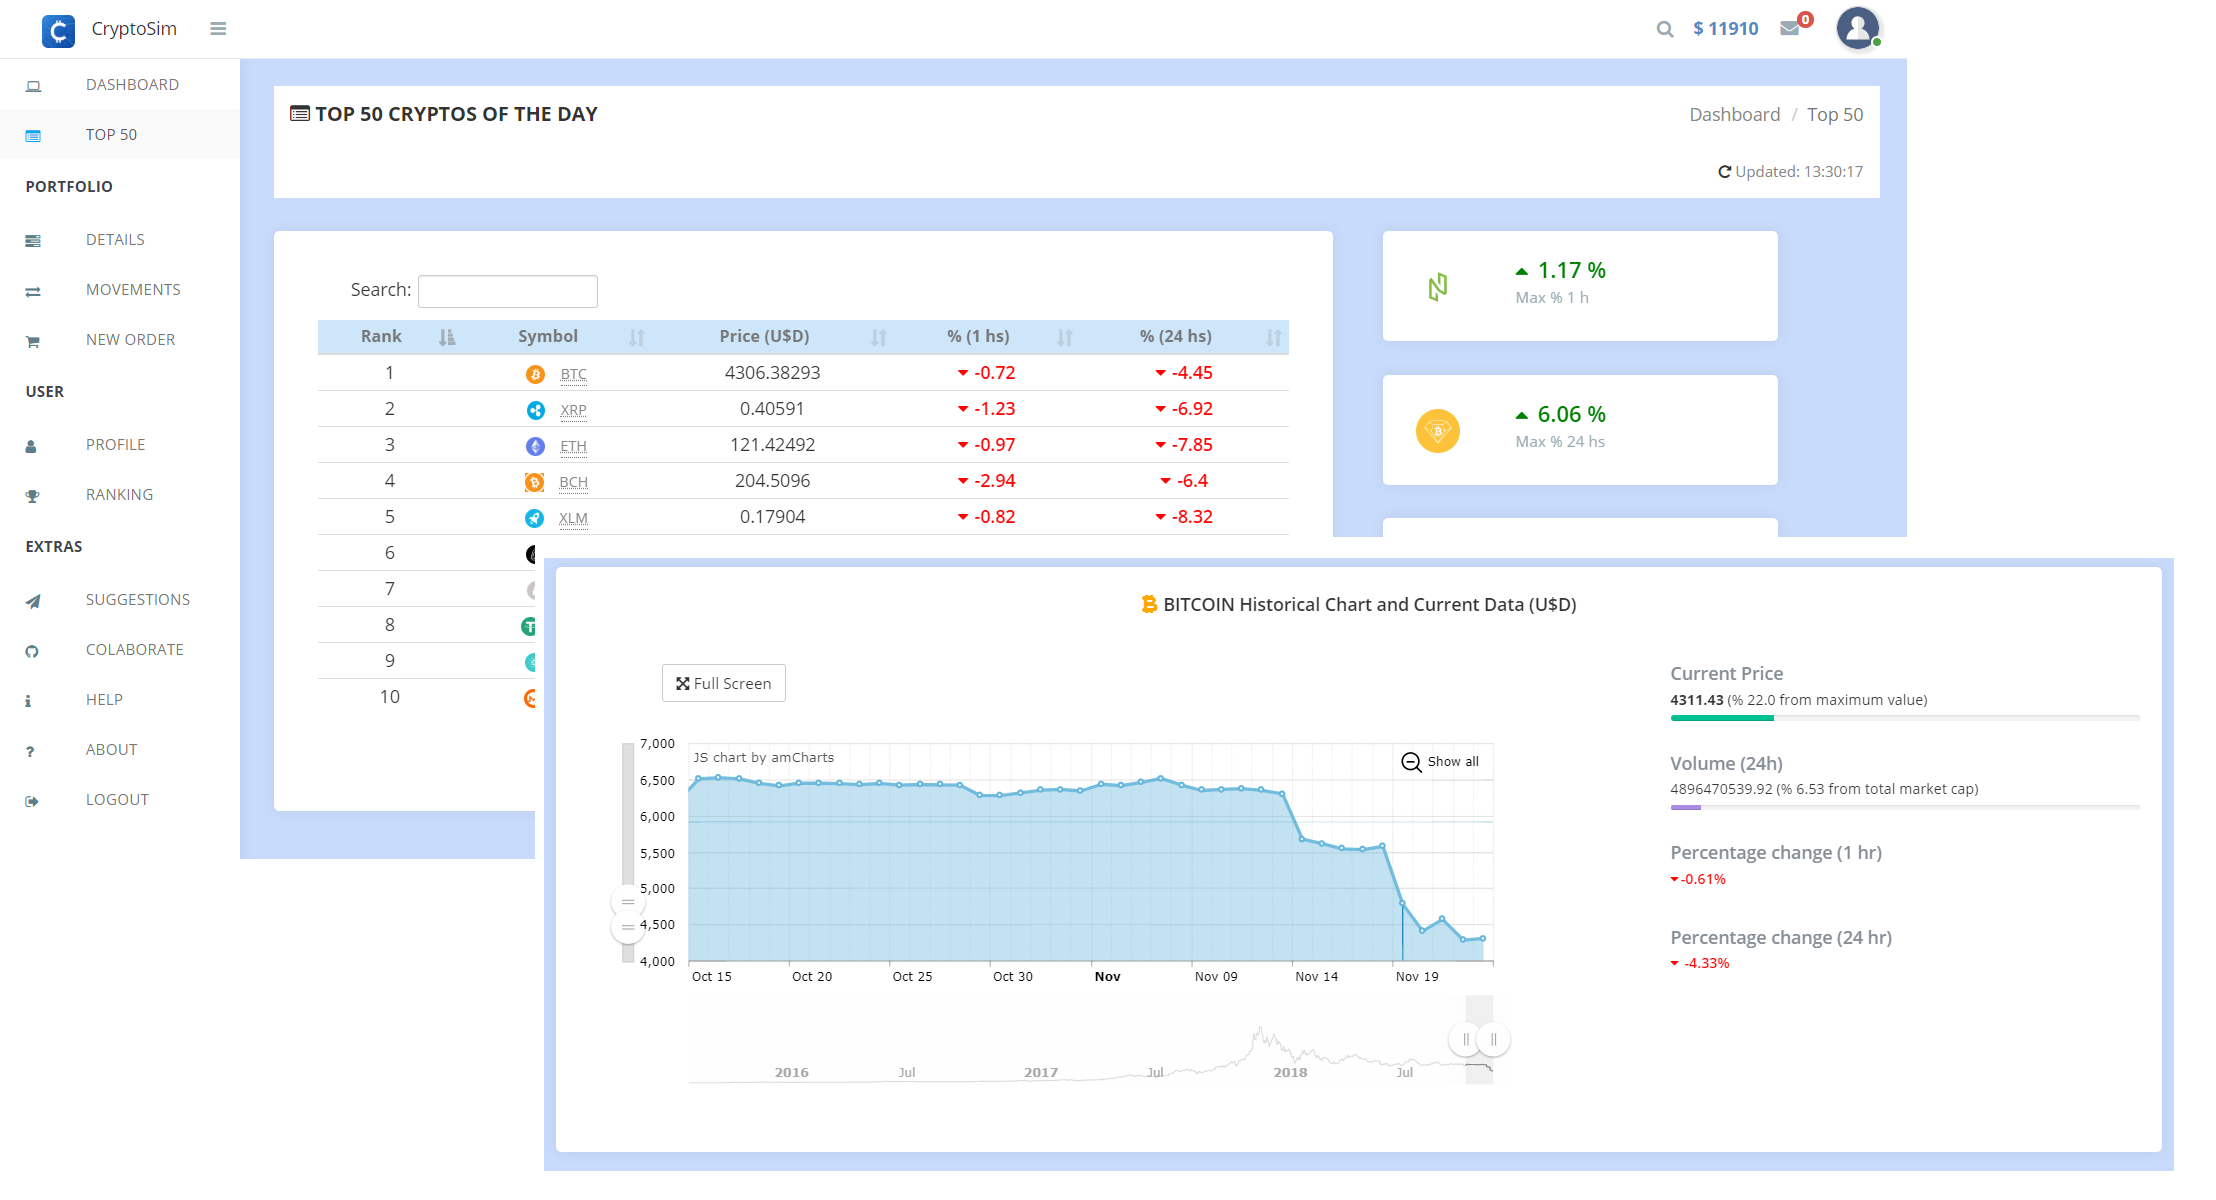 CryptoSim
$ 11910
0
DASHBOARD
TOP 50
PORTFOLIO
DETAILS
MOVEMENTS
NEW ORDER
USER
PROFILE
RANKING
EXTRAS
SUGGESTIONS
COLABORATE
HELP
ABOUT
LOGOUT
TOP 50 CRYPTOS OF THE DAY
Dashboard / Top 50
Updated: 13:30:17
Search:
Rank Symbol Price (U$D) % (1 hs) % (24 hs)
1 BTC 4306.38293 -0.72 -4.45
2 XRP 0.40591 -1.23 -6.92
3 ETH 121.42492 -0.97 -7.85
4 BCH 204.5096 -2.94 -6.4
5 XLM 0.17904 -0.82 -8.32
6
7
8
9
10
1.17 %
Max % 1 h
6.06 %
Max % 24 hs
BITCOIN Historical Chart and Current Data (U$D)
Full Screen
JS chart by amCharts
Show all
7,000
6,500
6,000
5,500
5,000
4,500
4,000
Oct 15 Oct 20 Oct 25 Oct 30 Nov Nov 09 Nov 14 Nov 19
2016 Jul 2017 Jul 2018 Jul
Current Price
4311.43 (% 22.0 from maximum value)
Volume (24h)
4896470539.92 (% 6.53 from total market cap)
Percentage change (1 hr)
-0.61%
Percentage change (24 hr)
-4.33%